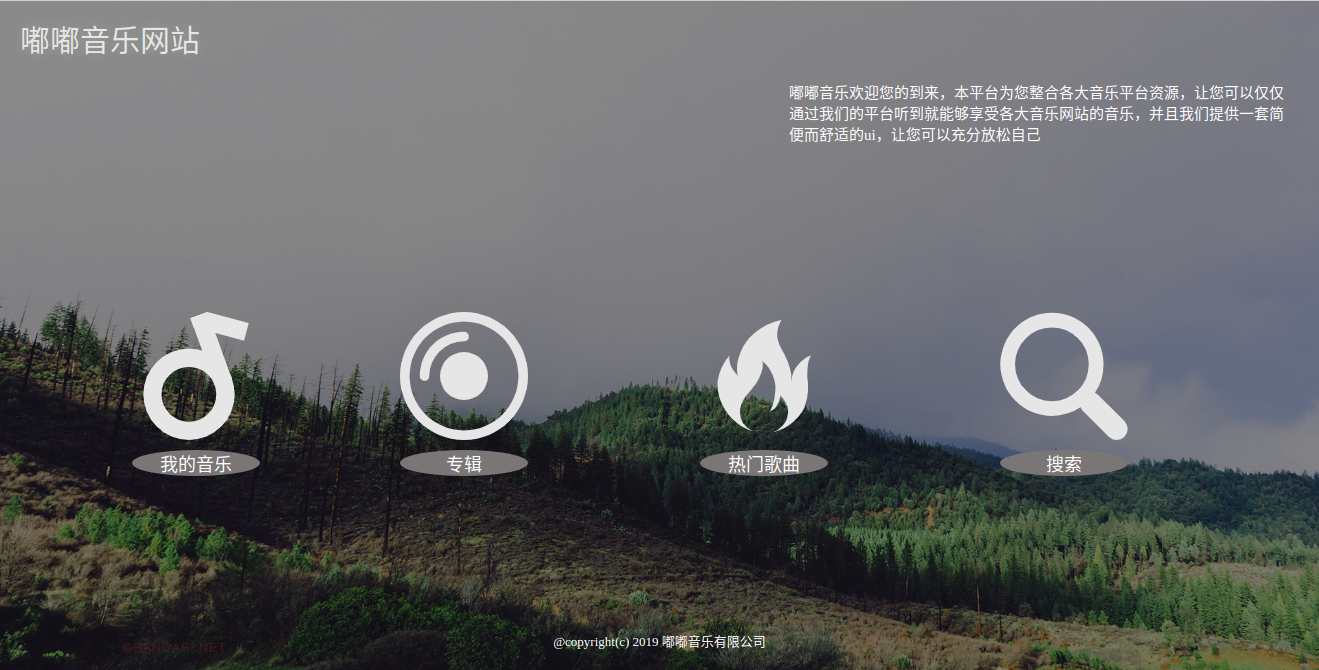 嘟嘟音乐网站
嘟嘟音乐欢迎您的到来，本平台为您整合各大音乐平台资源，让您可以仅仅
通过我们的平台听到就能够享受各大音乐网站的音乐，并且我们提供一套简
便而舒适的ui，让您可以充分放松自己
我的音乐
专辑
热门歌曲
搜索
@copyright(c) 2019 嘟嘟音乐有限公司